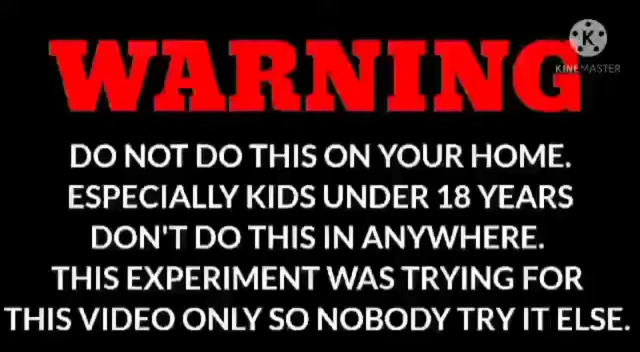 WARNING
K
KINEMASTER
DO NOT DO THIS ON YOUR HOME.
ESPECIALLY KIDS UNDER 18 YEARS
DON'T DO THIS IN ANYWHERE.
THIS EXPERIMENT WAS TRYING FOR
THIS VIDEO ONLY SO NOBODY TRY IT ELSE.